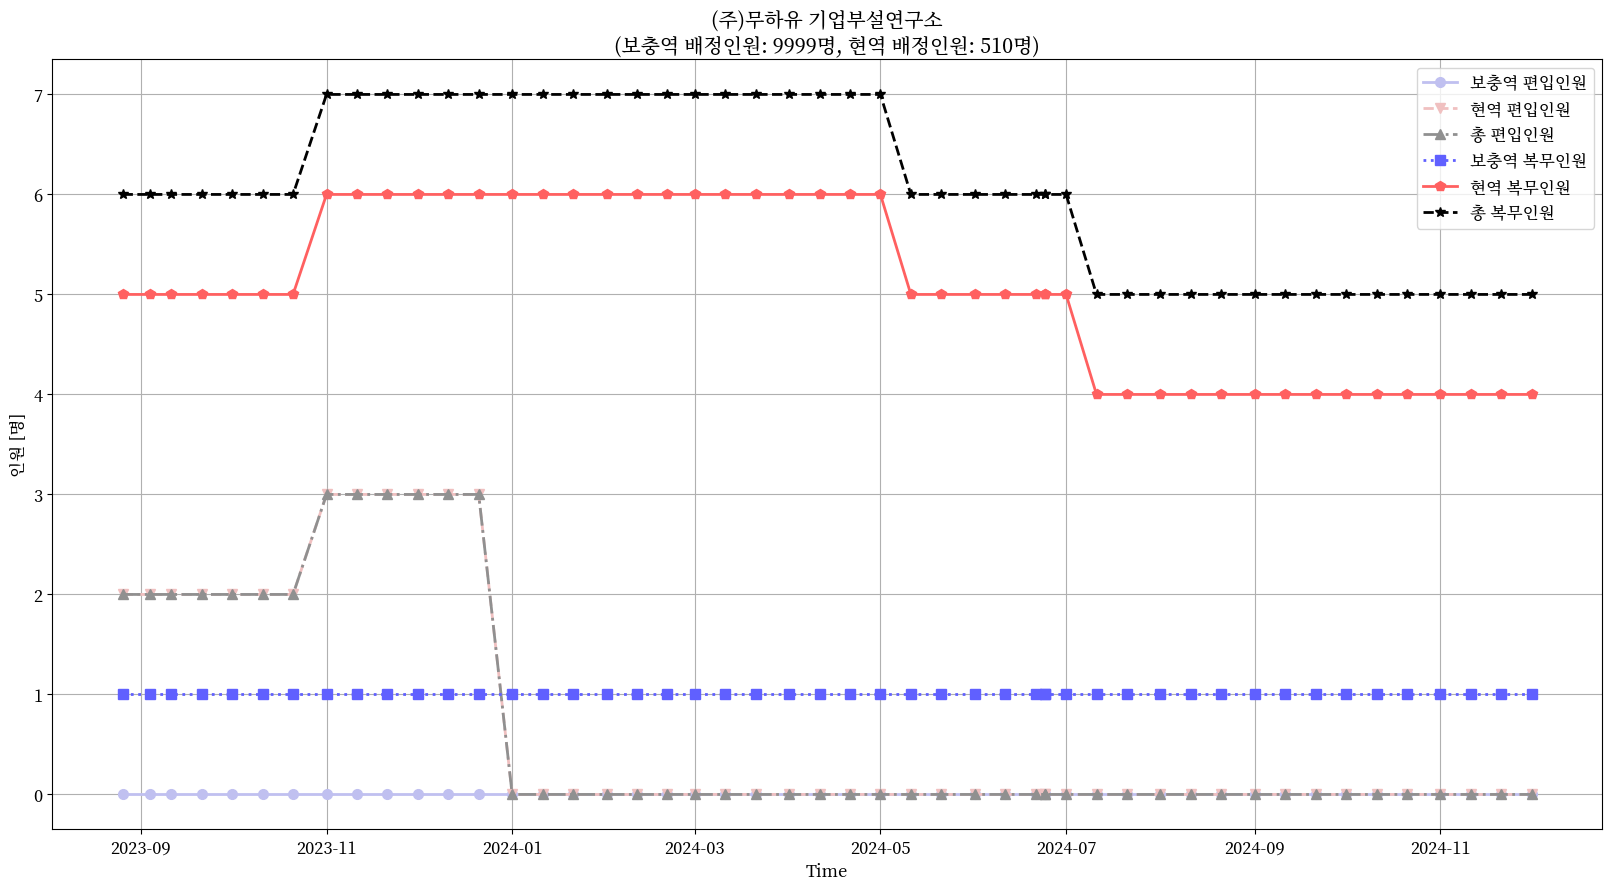 (주)무하유 기업부설연구소
(보충역 배정인원: 9999명, 현역 배정인원: 510명)
보충역 편입인원
현역 편입인원
총 편입인원
보충역 복무인원
현역 복무인원
총 복무인원
인원 [명]
7
6
5
4
3
2
1
0
2023-09 2023-11 2024-01 2024-03 2024-05 2024-07 2024-09 2024-11
Time